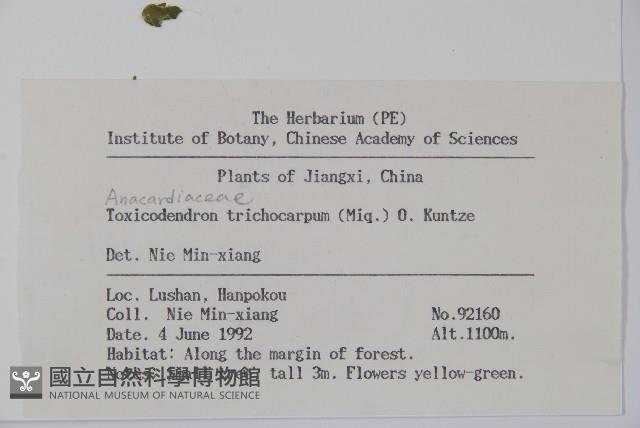 The Herbarium (PE)
Institute of Botany, Chinese Academy of Sciences
Plants of Jiangxi, China
Anacardiaceae
Toxicodendron trichocarpum (Miq.) O. Kuntze
Det. Nie Min-xiang
Loc. Lushan, Hanpokou
Coll. Nie Min-xiang No.92160
Date. 4 June 1992 Alt.1100m.
Habitat: Along the margin of forest.
tall 3m. Flowers yellow-green.
國立自然科學博物館
NATIONAL MUSEUM OF NATURAL SCIENCE